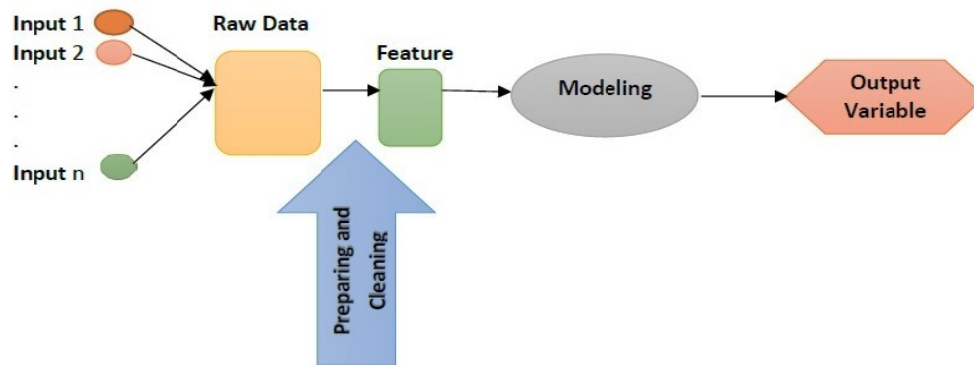 Input 1
Input 2
.
.
.
Input n
Raw Data
Feature
Preparing and
Cleaning
Modeling
Output
Variable